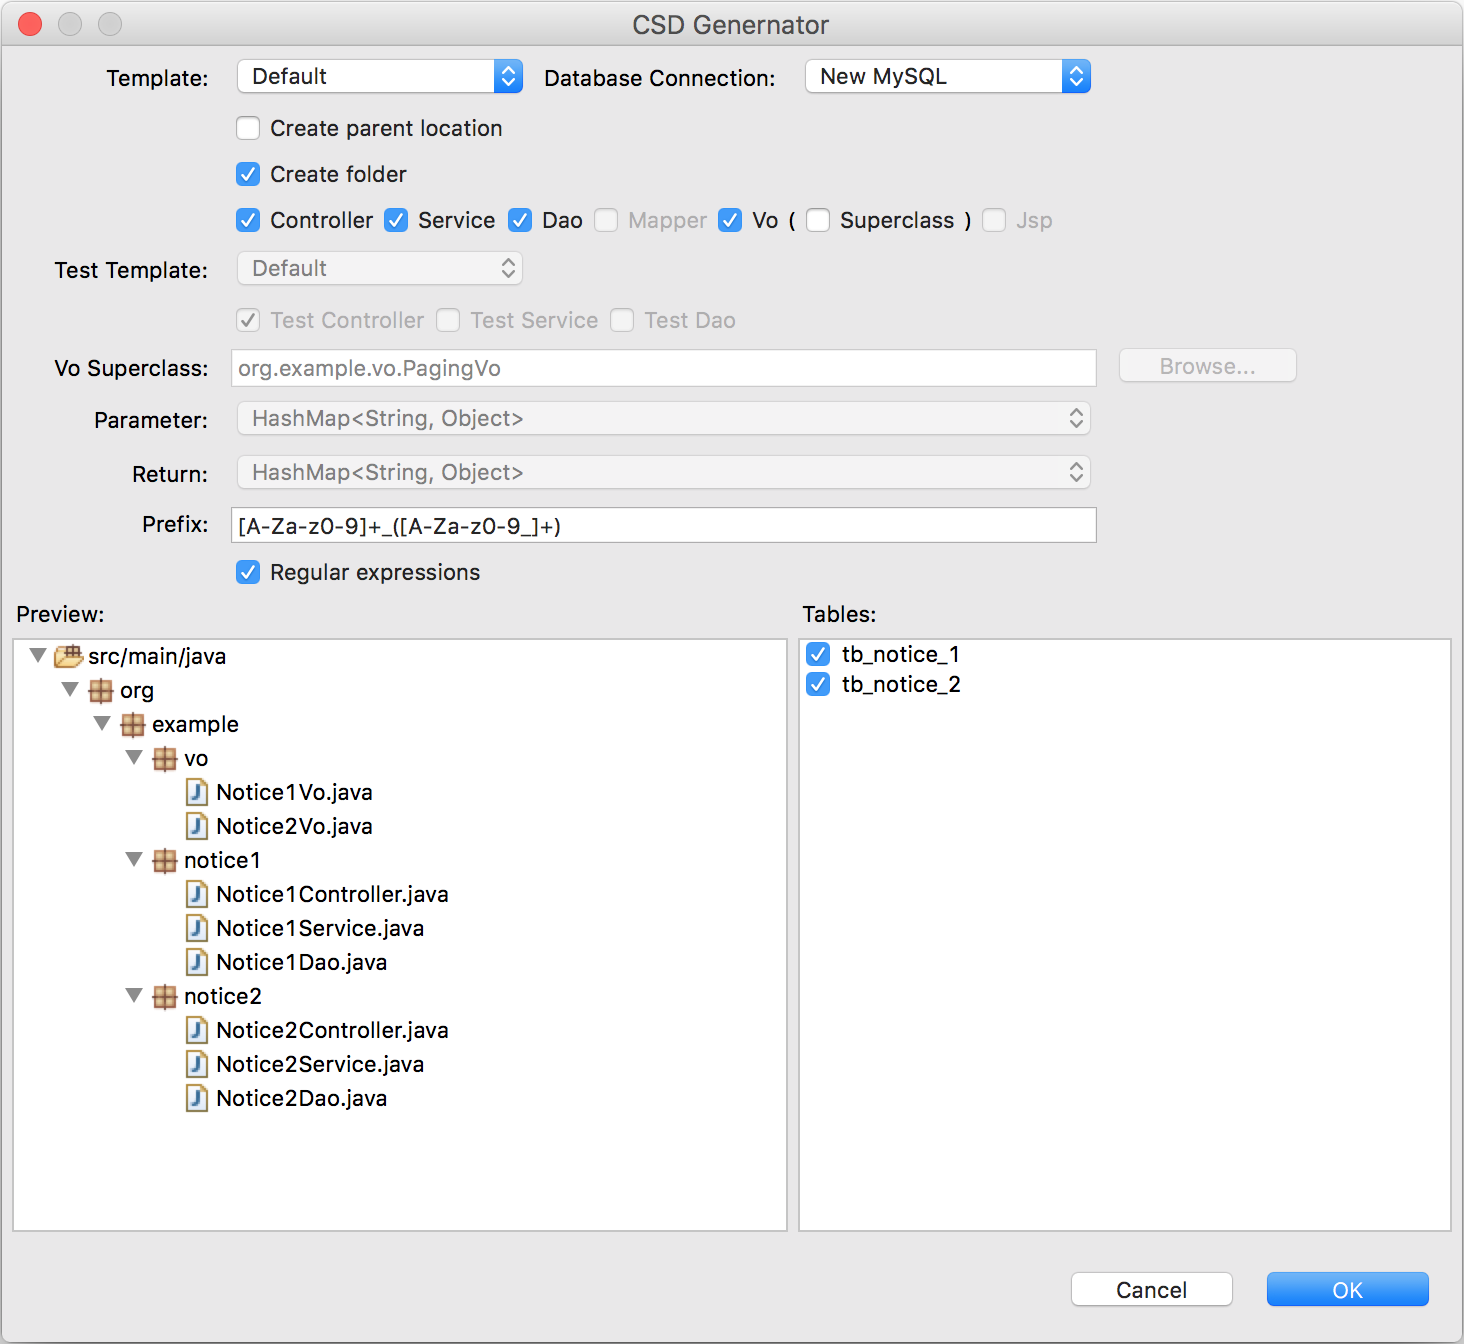 CSD Genernator
Template: Default Database Connection: New MySQL
Create parent location
Create folder
Controller Service Dao Mapper Vo ( Superclass ) Jsp
Test Template: Default
Test Controller Test Service Test Dao
Vo Superclass: org.example.vo.PagingVo Browse...
Parameter: HashMap<String, Object>
Return: HashMap<String, Object>
Prefix: [A-Za-z0-9]+_([A-Za-z0-9_]+)
Regular expressions
Preview:
src/main/java
org
example
vo
Notice1Vo.java
Notice2Vo.java
notice1
Notice1Controller.java
Notice1Service.java
Notice1Dao.java
notice2
Notice2Controller.java
Notice2Service.java
Notice2Dao.java
Tables:
tb_notice_1
tb_notice_2
Cancel OK